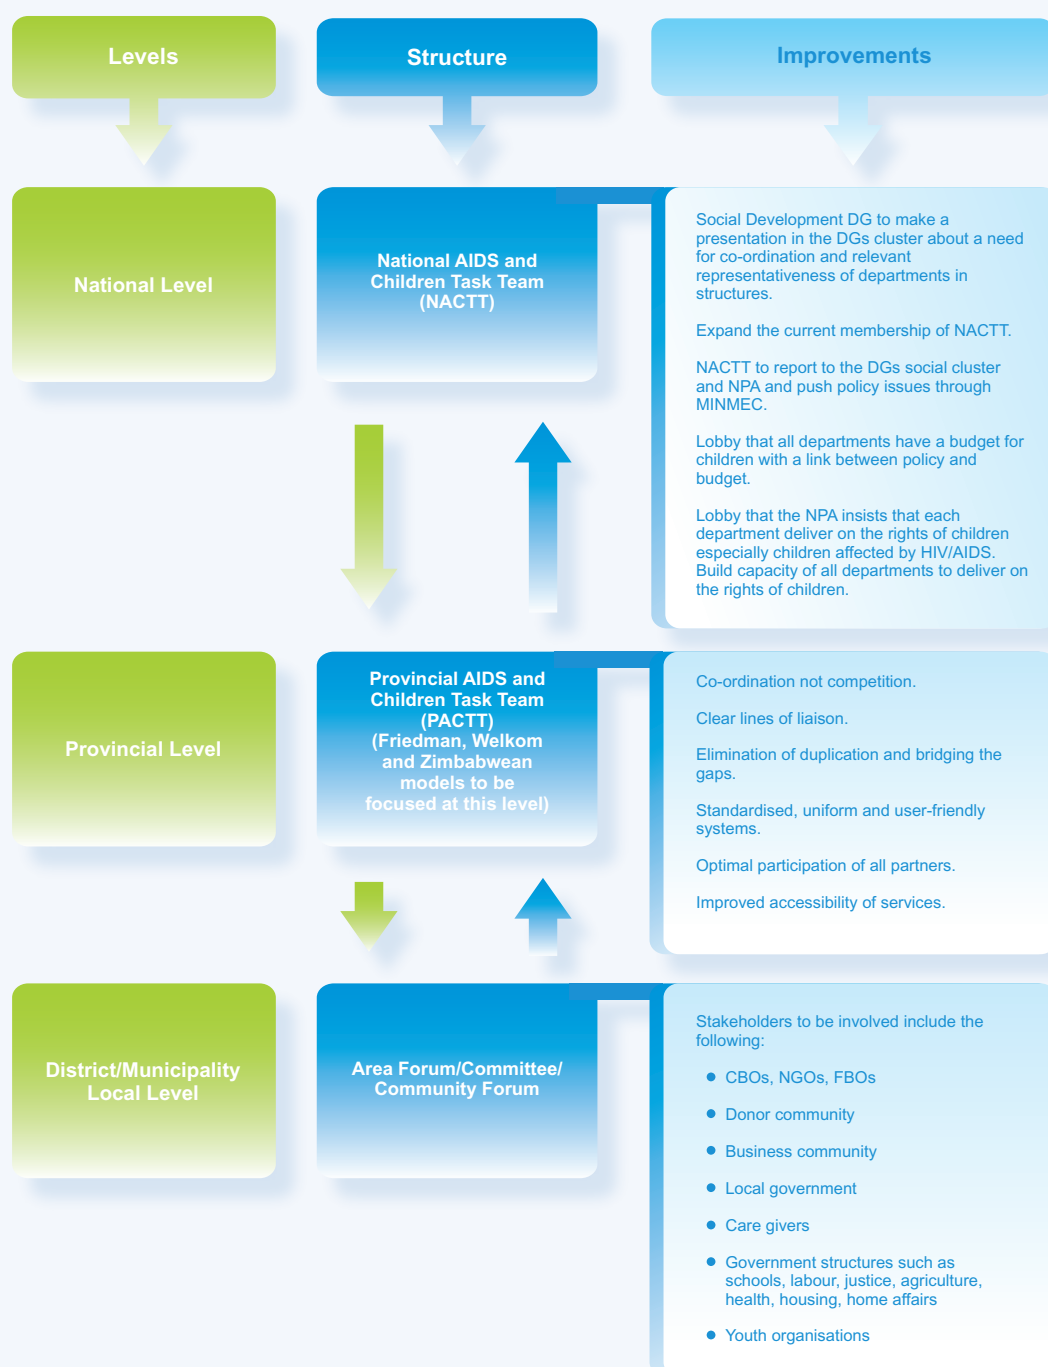 Levels
Structure
Improvements
National Level
National AIDS and
Children Task Team
(NACTT)
Social Development DG to make a
presentation in the DGs cluster about a need
for co-ordination and relevant
representativeness of departments in
structures.
Expand the current membership of NACTT.
NACTT to report to the DGs social cluster
and NPA and push policy issues through
MINMEC.
Lobby that all departments have a budget for
children with a link between policy and
budget.
Lobby that the NPA insists that each
department deliver on the rights of children
especially children affected by HIV/AIDS.
Build capacity of all departments to deliver on
the rights of children.
Provincial Level
Provincial AIDS and
Children Task Team
(PACTT)
(Friedman, Welkom
and Zimbabwean
models to be
focused at this level)
Co-ordination not competition.
Clear lines of liaison.
Elimination of duplication and bridging the
gaps.
Standardised, uniform and user-friendly
systems.
Optimal participation of all partners.
Improved accessibility of services.
District/Municipality
Local Level
Area Forum/Committee/
Community Forum
Stakeholders to be involved include the
following:
● CBOs, NGOs, FBOs
● Donor community
● Business community
● Local government
● Care givers
● Government structures such as
schools, labour, justice, agriculture,
health, housing, home affairs
● Youth organisations